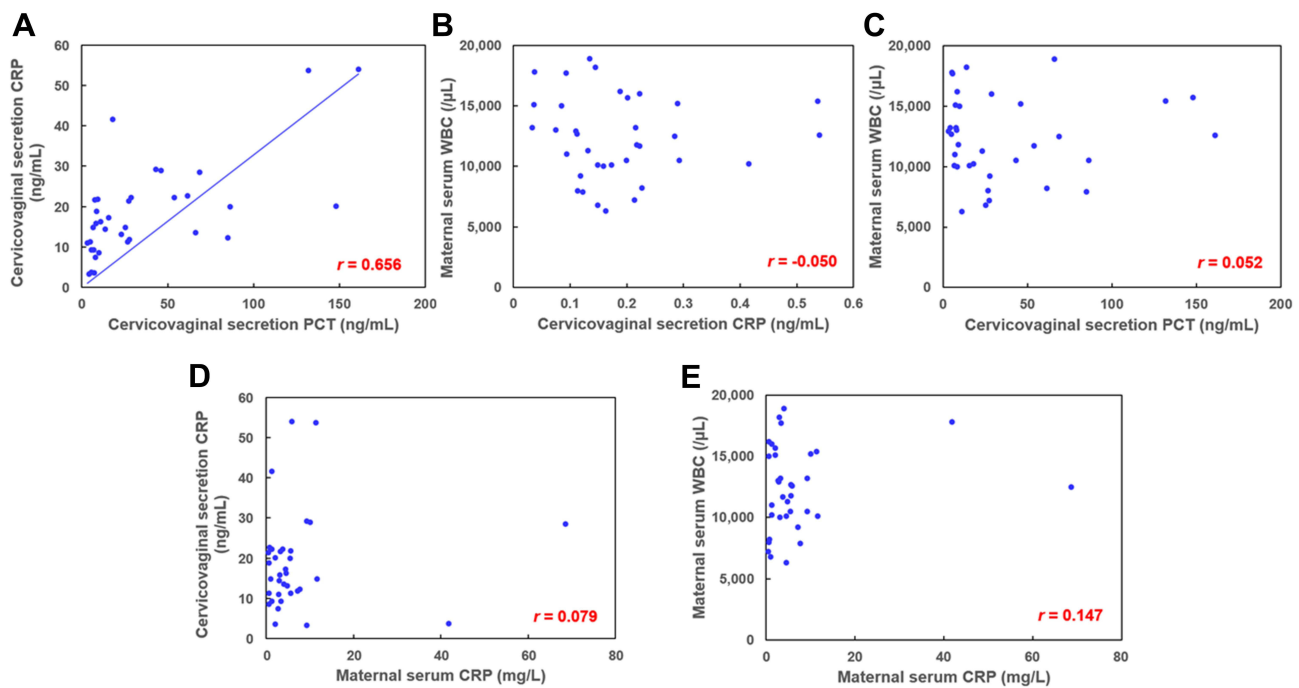 A
Cervicovaginal secretion CRP
(ng/mL)
60
50
40
30
20
10
0
r = 0.656
0 50 100 150 200
Cervicovaginal secretion PCT (ng/mL)
B
Maternal serum WBC (/μL)
20,000
15,000
10,000
5,000
0
r = -0.050
0 0.1 0.2 0.3 0.4 0.5 0.6
Cervicovaginal secretion CRP (ng/mL)
C
Maternal serum WBC (/μL)
20,000
15,000
10,000
5,000
0
r = 0.052
0 50 100 150 200
Cervicovaginal secretion PCT (ng/mL)
D
Cervicovaginal secretion CRP
(ng/mL)
60
50
40
30
20
10
0
r = 0.079
0 20 40 60 80
Maternal serum CRP (mg/L)
E
Maternal serum WBC (/μL)
20,000
15,000
10,000
5,000
0
r = 0.147
0 20 40 60 80
Maternal serum CRP (mg/L)